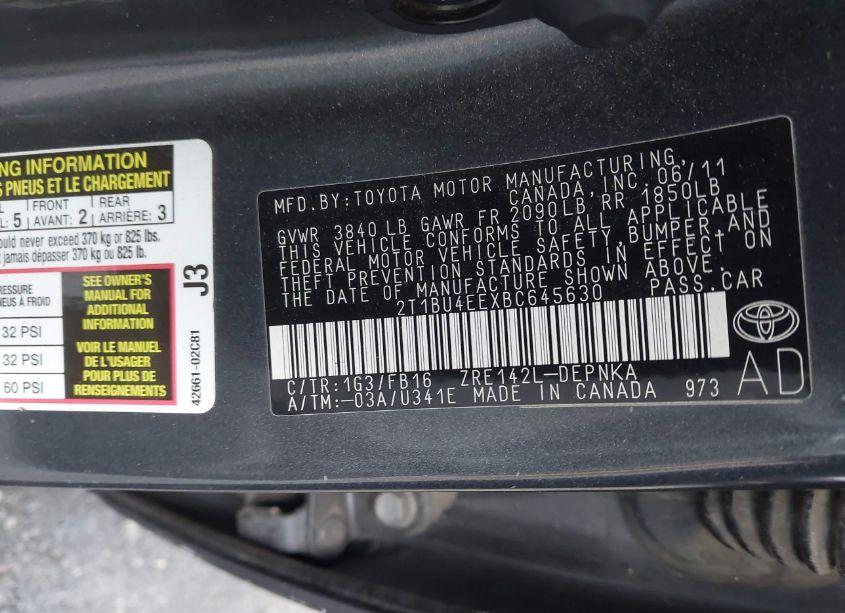 NG INFORMATION
S PNEUS ET LE CHARGEMENT
5
FRONT
AVANT: 2
REAR
ARRIÈRE: 3
ould never exceed 370 kg or 825 lbs.
t jamais dépasser 370 kg ou 825 lb.
RESSURE
NEUS À FROID
32 PSI
32 PSI
60 PSI
SEE OWNER'S
MANUAL FOR
ADDITIONAL
INFORMATION
VOIR LE MANUEL
DE L'USAGER
POUR PLUS DE
RENSEIGNEMENTS
J3
42661-02C81
MFD.BY:TOYOTA MOTOR MANUFACTURING,
CANADA,INC. 06/11
GVWR 3840 LB GAWR FR 2090LB,RR 1850LB
THIS VEHICLE CONFORMS TO ALL APPLICABLE
FEDERAL MOTOR VEHICLE SAFETY,BUMPER,AND
THEFT PREVENTION STANDARDS IN EFFECT ON
THE DATE OF MANUFACTURE SHOWN ABOVE.
2T1BU4EEXBC645630 PASS.CAR
C/TR:1G3/FB16 ZRE142L-DEPNKA
A/TM:-03A/U341E MADE IN CANADA 973
AD